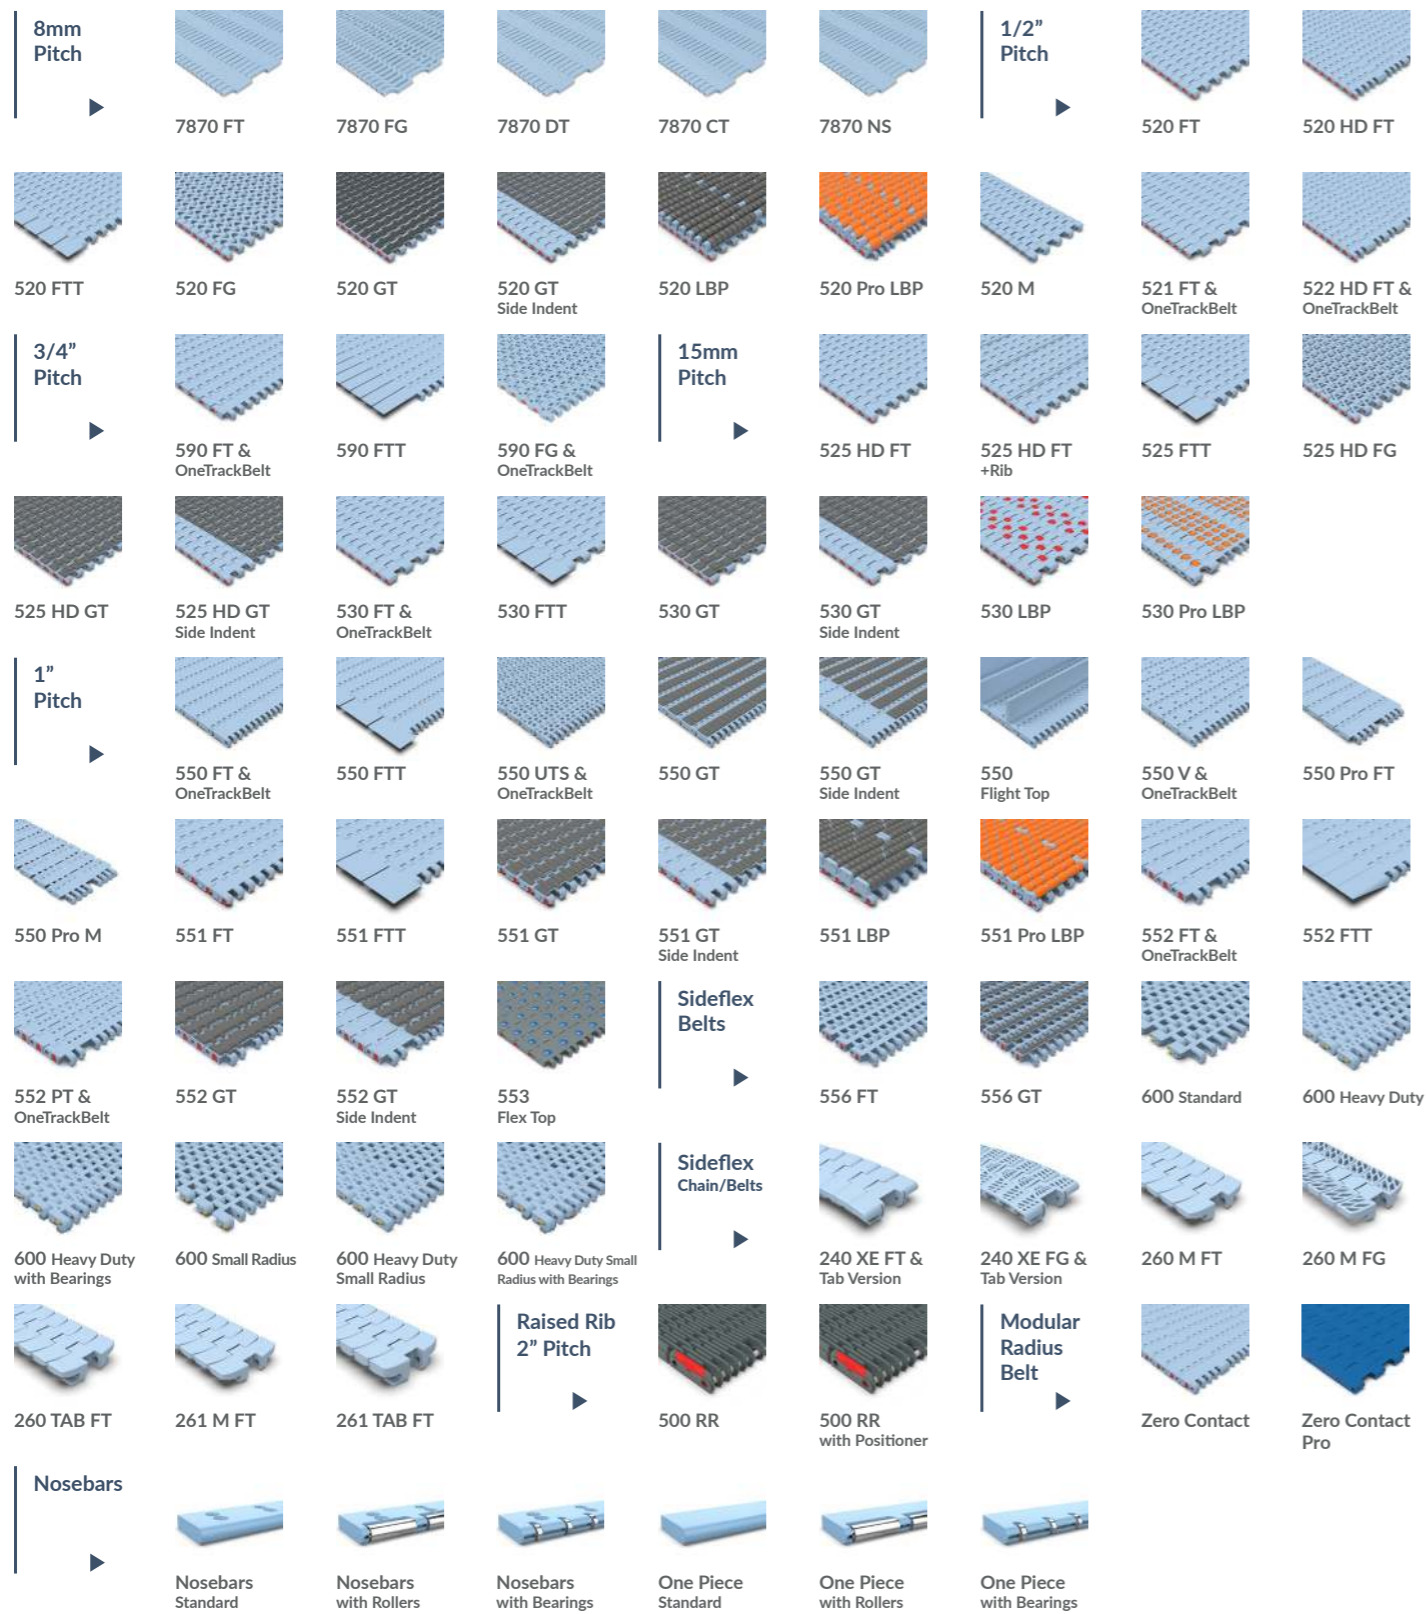 8mm
Pitch
7870 FT
7870 FG
7870 DT
7870 CT
7870 NS
1/2”
Pitch
520 FT
520 HD FT
520 FTT
520 FG
520 GT
520 GT
Side Indent
520 LBP
520 Pro LBP
520 M
521 FT &
OneTrackBelt
522 HD FT &
OneTrackBelt
3/4”
Pitch
590 FT &
OneTrackBelt
590 FTT
590 FG &
OneTrackBelt
15mm
Pitch
525 HD FT
525 HD FT
+Rib
525 FTT
525 HD FG
525 HD GT
525 HD GT
Side Indent
530 FT &
OneTrackBelt
530 FTT
530 GT
530 GT
Side Indent
530 LBP
530 Pro LBP
1”
Pitch
550 FT &
OneTrackBelt
550 FTT
550 UTS &
OneTrackBelt
550 GT
550 GT
Side Indent
550
Flight Top
550 V &
OneTrackBelt
550 Pro FT
550 Pro M
551 FT
551 FTT
551 GT
551 GT
Side Indent
551 LBP
551 Pro LBP
552 FT &
OneTrackBelt
552 FTT
552 PT &
OneTrackBelt
552 GT
552 GT
Side Indent
553
Flex Top
Sideflex
Belts
556 FT
556 GT
600 Standard
600 Heavy Duty
600 Heavy Duty
with Bearings
600 Small Radius
600 Heavy Duty
Small Radius
600 Heavy Duty Small
Radius with Bearings
Sideflex
Chain/Belts
240 XE FT &
Tab Version
240 XE FG &
Tab Version
260 M FT
260 M FG
260 TAB FT
261 M FT
261 TAB FT
Raised Rib
2” Pitch
500 RR
500 RR
with Positioner
Modular
Radius
Belt
Zero Contact
Zero Contact
Pro
Nosebars
Nosebars
Standard
Nosebars
with Rollers
Nosebars
with Bearings
One Piece
Standard
One Piece
with Rollers
One Piece
with Bearings